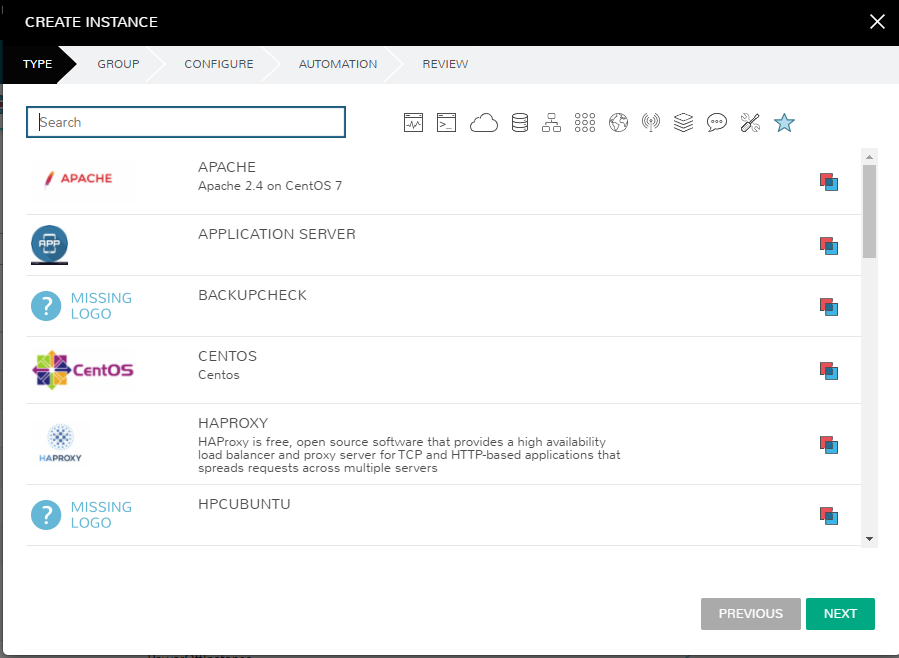 CREATE INSTANCE
TYPE GROUP CONFIGURE AUTOMATION REVIEW
Search
APACHE
APACHE
Apache 2.4 on CentOS 7
APP
APPLICATION SERVER
? MISSING
LOGO
BACKUPCHECK
CentOS
CENTOS
Centos
HAPROXY
HAPROXY
HAProxy is free, open source software that provides a high availability
load balancer and proxy server for TCP and HTTP-based applications that
spreads requests across multiple servers
? MISSING
LOGO
HPCUBUNTU
PREVIOUS NEXT